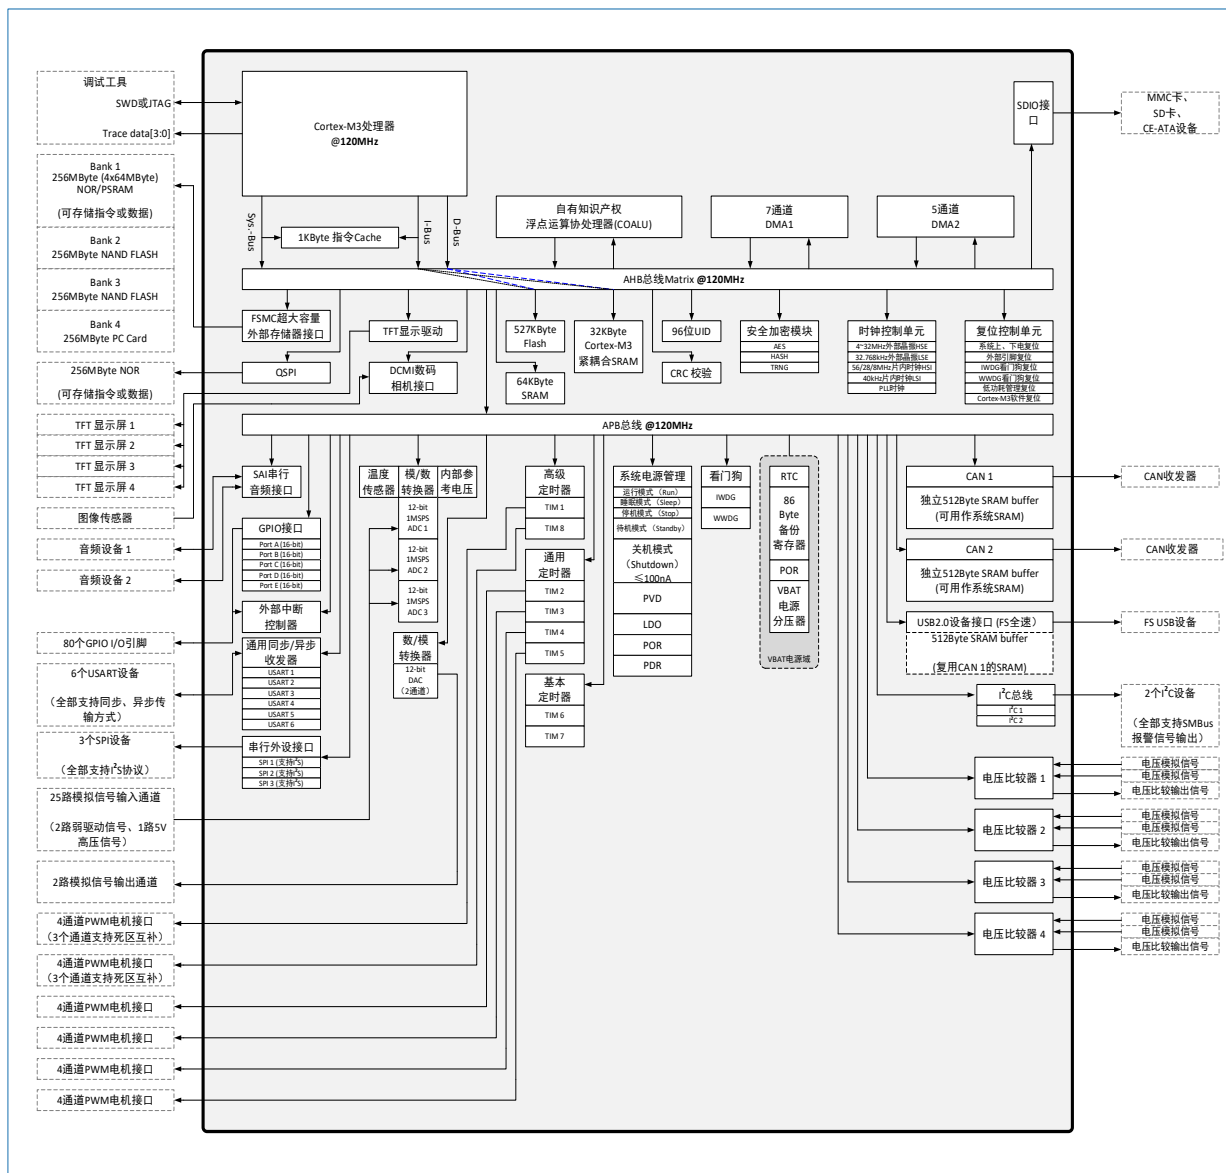 调试工具
SWD或JTAG
Trace data[3:0]
Bank 1
256MByte (4x64MByte)
NOR/PSRAM
(可存储指令或数据)
Bank 2
256MByte NAND FLASH
Bank 3
256MByte NAND FLASH
Bank 4
256MByte PC Card
256MByte NOR
(可存储指令或数据)
TFT 显示屏 1
TFT 显示屏 2
TFT 显示屏 3
TFT 显示屏 4
图像传感器
音频设备 1
音频设备 2
80个GPIO I/O引脚
6个USART设备
(全部支持同步、异步传
输方式)
3个SPI设备
(全部支持I²S协议)
25路模拟信号输入通道
(2路弱驱动信号、1路5V
高压信号)
2路模拟信号输出通道
4通道PWM电机接口
(3个通道支持死区互补)
4通道PWM电机接口
(3个通道支持死区互补)
4通道PWM电机接口
4通道PWM电机接口
4通道PWM电机接口
4通道PWM电机接口
Cortex-M3处理器
@120MHz
Sys.-Bus
I-Bus
D-Bus
1KByte 指令Cache
自有知识产权
浮点运算协处理器(COALU)
7通道
DMA1
5通道
DMA2
SDIO接
口
MMC卡、
SD卡、
CE-ATA设备
AHB总线Matrix @120MHz
FSMC超大容量
外部存储器接口
QSPI
TFT显示驱动
DCMI数码
相机接口
527KByte
Flash
64KByte
SRAM
32KByte
Cortex-M3
紧耦合SRAM
96位UID
CRC 校验
安全加密模块
AES
HASH
TRNG
时钟控制单元
4~32MHz外部晶振HSE
32.768kHz外部晶振LSE
56/28/8MHz片内时钟HSI
40kHz片内时钟LSI
PLL时钟
复位控制单元
系统上、下电复位
外部引脚复位
IWDG看门狗复位
WWDG看门狗复位
低功耗管理复位
Cortex-M3软件复位
APB总线 @120MHz
SAI串行
音频接口
GPIO接口
Port A (16-bit)
Port B (16-bit)
Port C (16-bit)
Port D (16-bit)
Port E (16-bit)
外部中断
控制器
通用同步/异步
收发器
USART 1
USART 2
USART 3
USART 4
USART 5
USART 6
串行外设接口
SPI 1 (支持I²S)
SPI 2 (支持I²S)
SPI 3 (支持I²S)
温度
传感器
模/数
转换器
内部参
考电压
12-bit
1MSPS
ADC 1
12-bit
1MSPS
ADC 2
12-bit
1MSPS
ADC 3
数/模
转换器
12-bit
DAC
(2通道)
高级
定时器
TIM 1
TIM 8
通用
定时器
TIM 2
TIM 3
TIM 4
TIM 5
基本
定时器
TIM 6
TIM 7
系统电源管理
运行模式 (Run)
睡眠模式 (Sleep)
停机模式 (Stop)
待机模式 (Standby)
关机模式
(Shutdown)
≤100nA
PVD
LDO
POR
PDR
看门狗
IWDG
WWDG
RTC
86
Byte
备份
寄存器
POR
VBAT
电源
分压器
VBAT电源域
CAN 1
独立512Byte SRAM buffer
(可用作系统SRAM)
CAN 2
独立512Byte SRAM buffer
(可用作系统SRAM)
USB2.0设备接口 (FS全速)
512Byte SRAM buffer
(复用CAN 1的SRAM)
I²C总线
I²C 1
I²C 2
电压比较器 1
电压比较器 2
电压比较器 3
电压比较器 4
CAN收发器
CAN收发器
FS USB设备
2个I²C设备
(全部支持SMBus
报警信号输出)
电压模拟信号
电压模拟信号
电压比较输出信号
电压模拟信号
电压模拟信号
电压比较输出信号
电压模拟信号
电压模拟信号
电压比较输出信号
电压模拟信号
电压模拟信号
电压比较输出信号